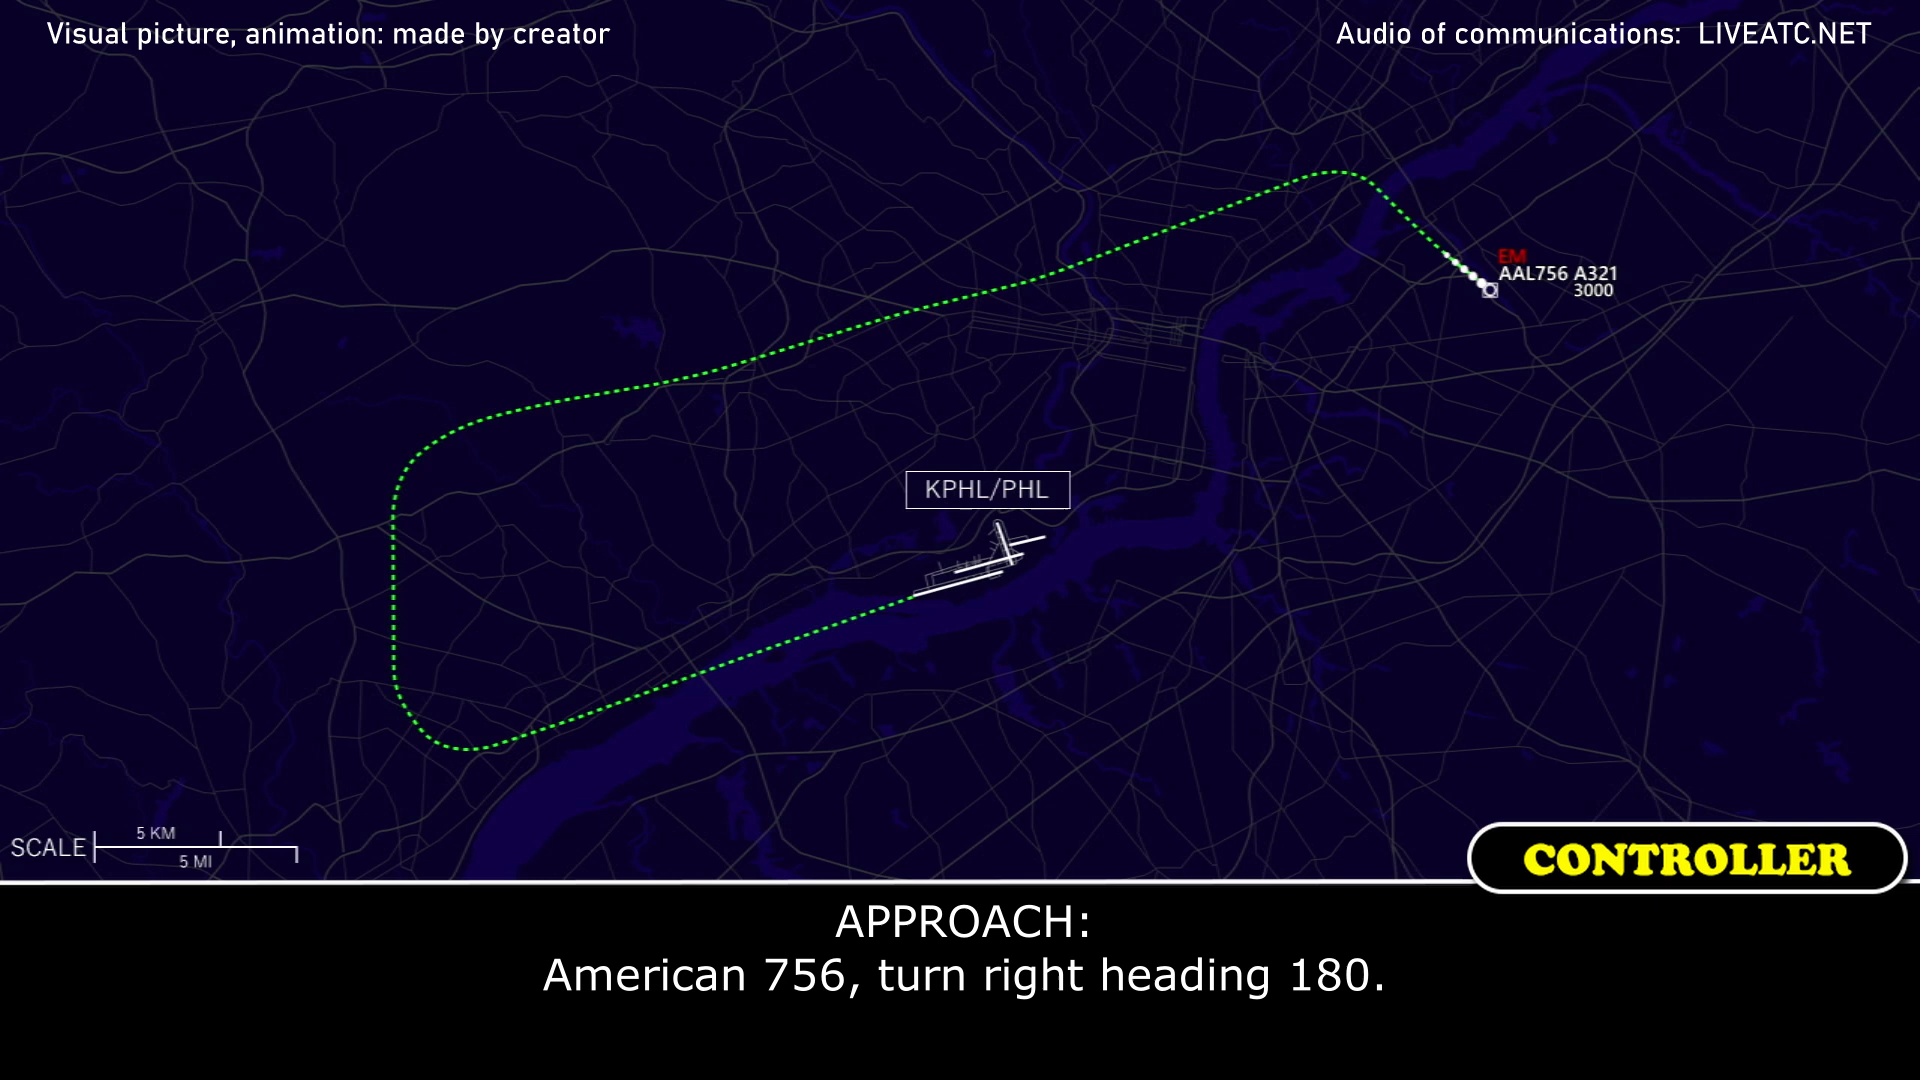 Visual picture, animation: made by creator
Audio of communications: LIVEATC.NET
EM
AAL756 A321
3000
KPHL/PHL
SCALE
5 KM
5 MI
CONTROLLER
APPROACH:
American 756, turn right heading 180.